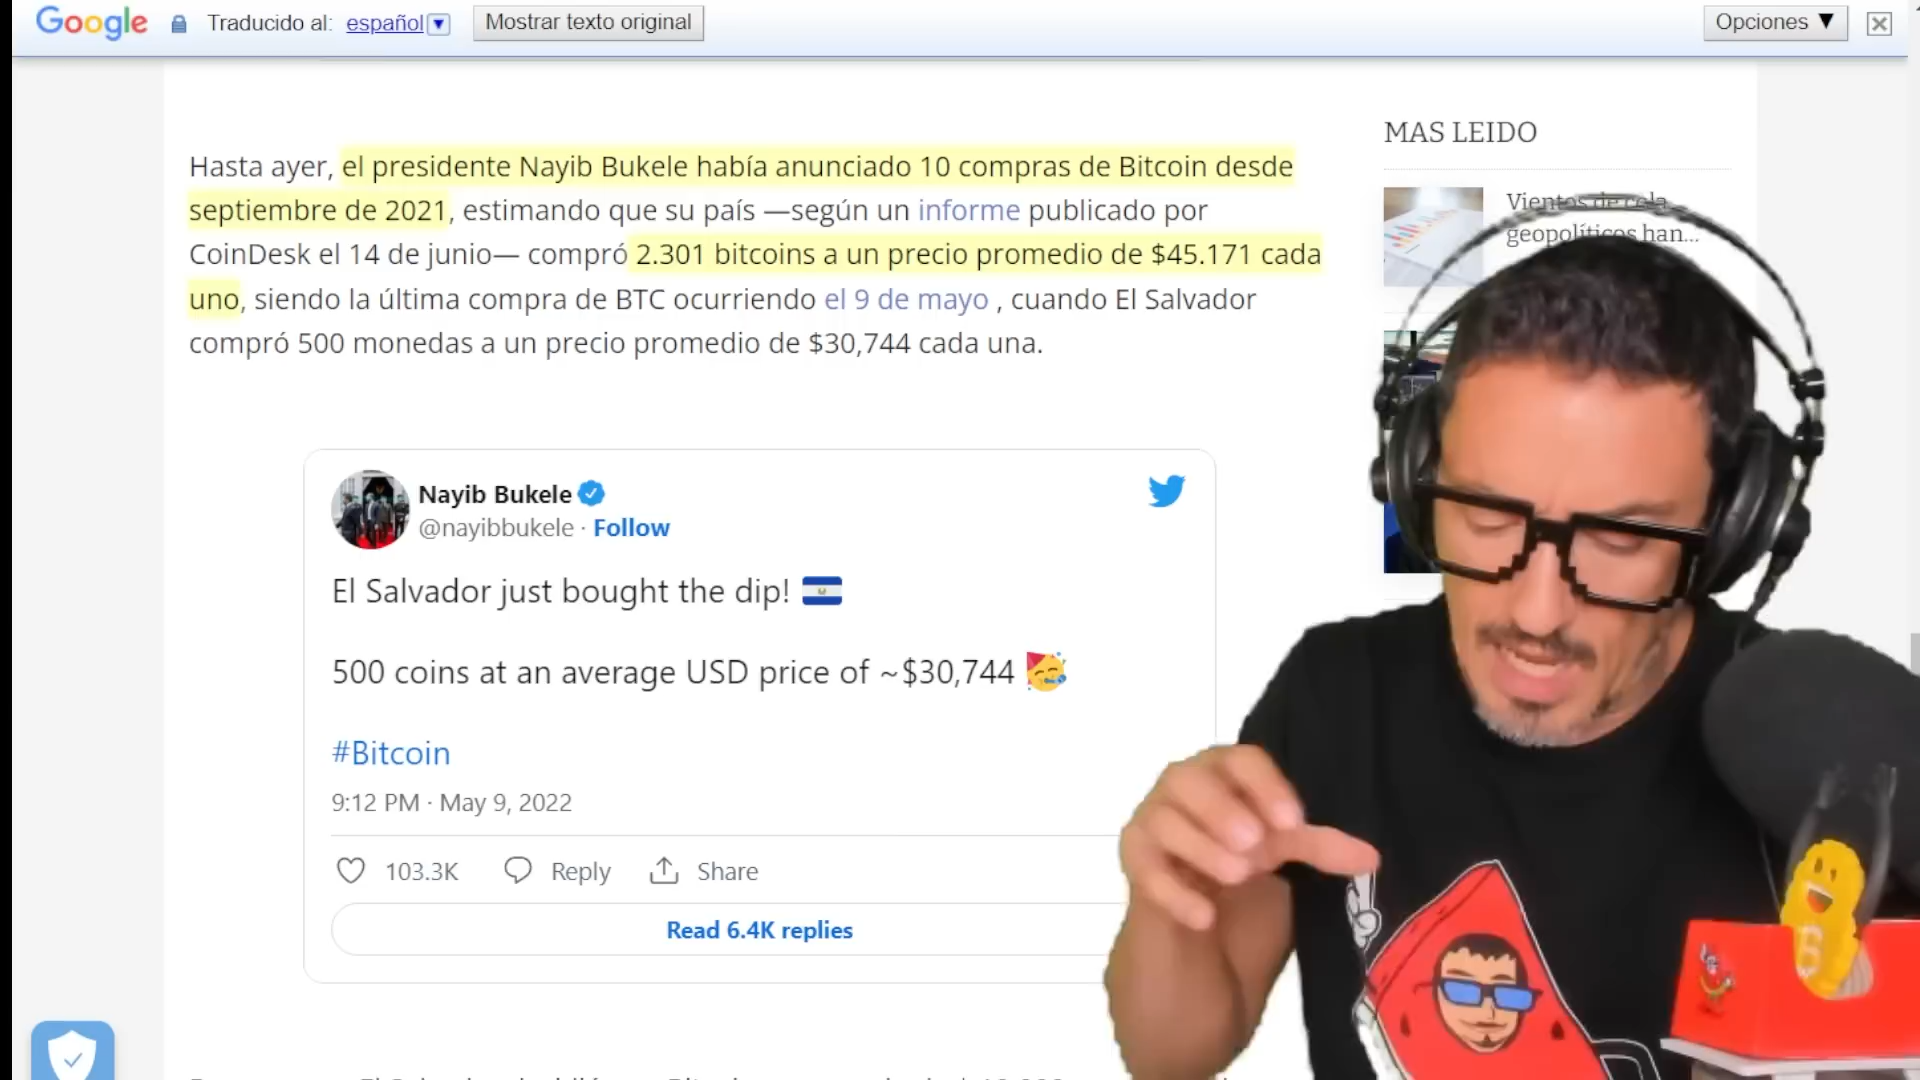 Google Traducido al: español Mostrar texto original Opciones ▼
Hasta ayer, el presidente Nayib Bukele había anunciado 10 compras de Bitcoin desde
septiembre de 2021, estimando que su país —según un informe publicado por
CoinDesk el 14 de junio— compró 2.301 bitcoins a un precio promedio de $45.171 cada
uno, siendo la última compra de BTC ocurriendo el 9 de mayo , cuando El Salvador
compró 500 monedas a un precio promedio de $30,744 cada una.
MAS LEIDO
Vientos de cola
geopolíticos han...
Nayib Bukele
@nayibbukele · Follow
El Salvador just bought the dip! 🇸🇻
500 coins at an average USD price of ~$30,744 🥳
#Bitcoin
9:12 PM · May 9, 2022
103.3K Reply Share
Read 6.4K replies